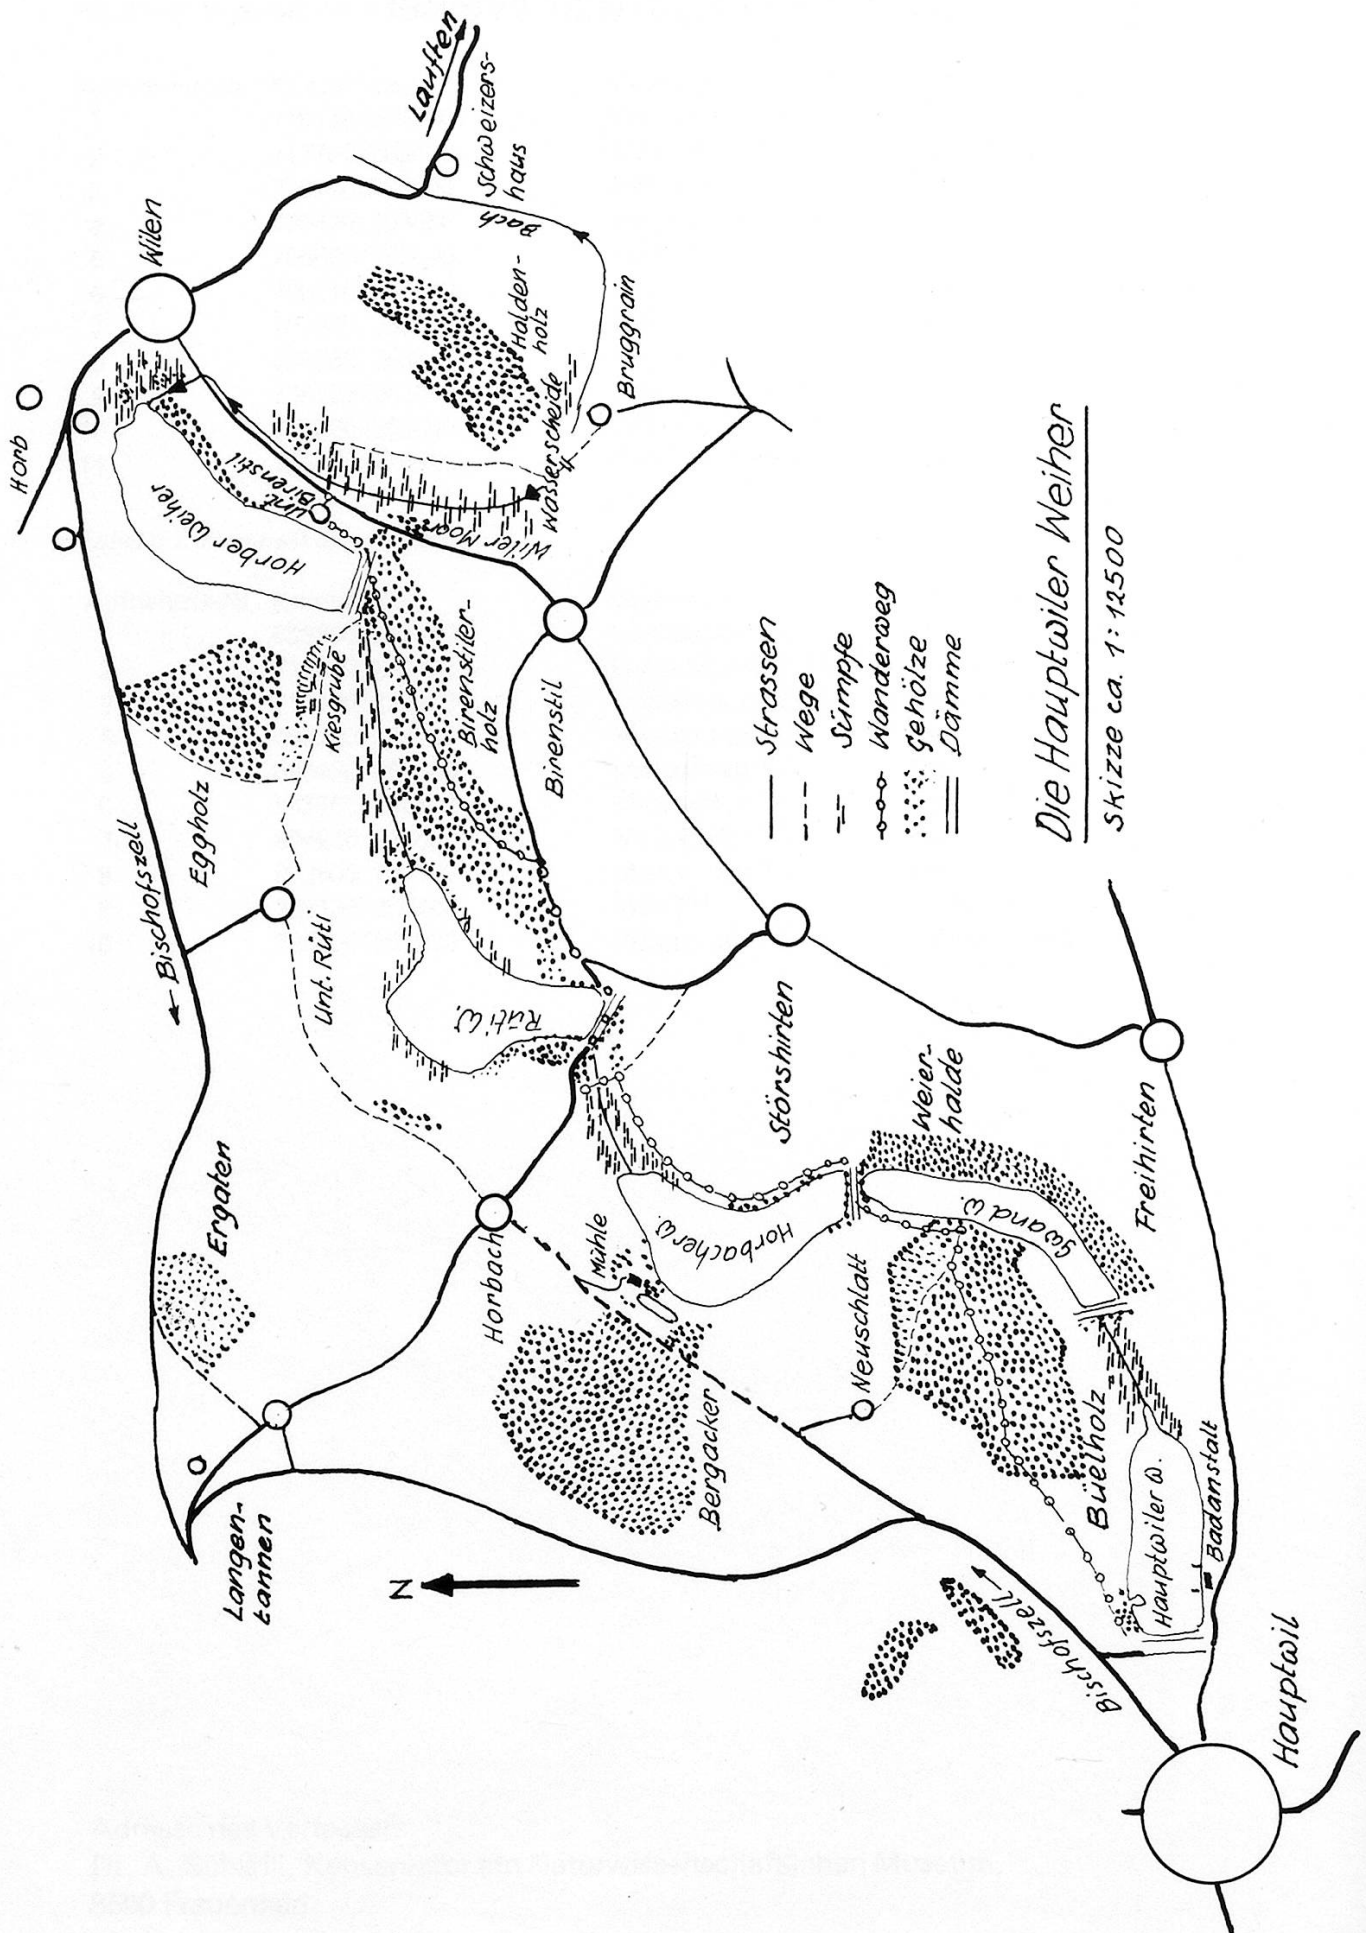 Lauften
Schweizers-
haus
Bach
Wilen
Horb
Halden-
holz
Wasserscheide
Bruggrain
Unt.
Birenstil
Horber Weiher
Wiler Moor
Kiesgrube
Birenstiler-
holz
Birenstil
Eggholz
← Bischofszell
Unt. Rüti
Rüti W.
Ergaten
Langen-
tannen
N
Horbach
Mühle
Horbacher W.
Störshirten
Weier-
halde
Gwand W.
Freihirten
Neuschlatt
Bergacker
Büelholz
Hauptwiler W.
Badanstalt
Bischofszell →
Hauptwil
Strassen
Wege
Sümpfe
Wanderweg
Gehölze
Dämme
Die Hauptwiler Weiher
Skizze ca. 1:12500